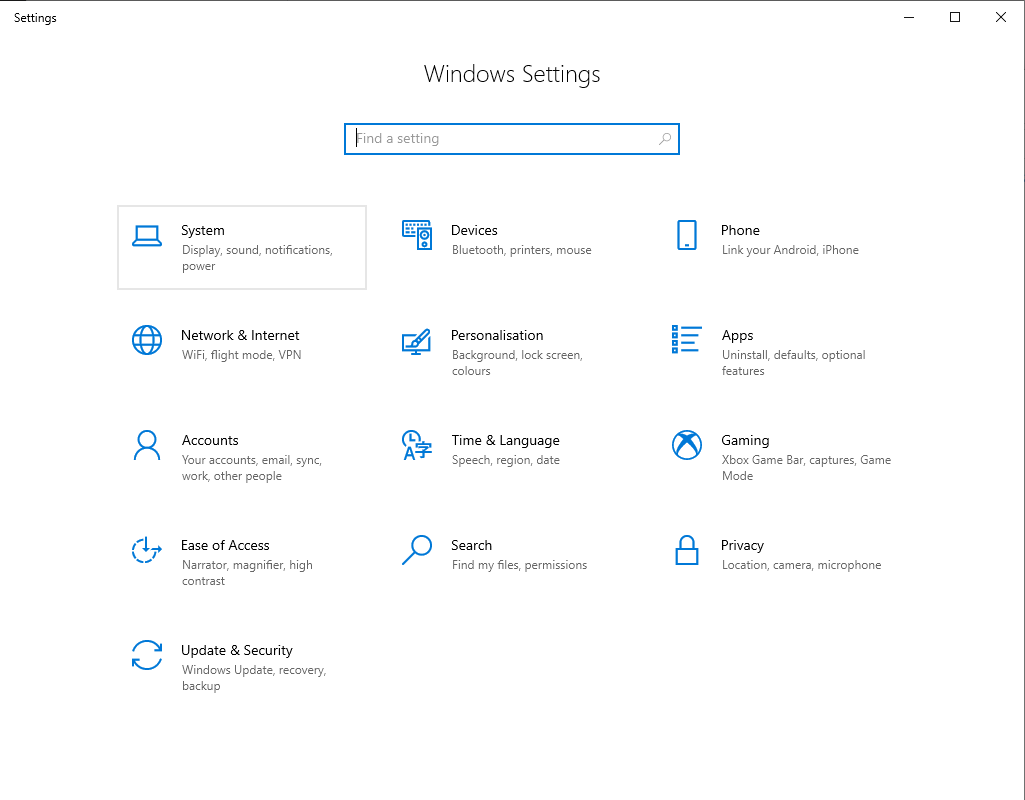 Settings
Windows Settings
Find a setting
System
Display, sound, notifications,
power
Devices
Bluetooth, printers, mouse
Phone
Link your Android, iPhone
Network & Internet
WiFi, flight mode, VPN
Personalisation
Background, lock screen,
colours
Apps
Uninstall, defaults, optional
features
Accounts
Your accounts, email, sync,
work, other people
Time & Language
Speech, region, date
Gaming
Xbox Game Bar, captures, Game
Mode
Ease of Access
Narrator, magnifier, high
contrast
Search
Find my files, permissions
Privacy
Location, camera, microphone
Update & Security
Windows Update, recovery,
backup